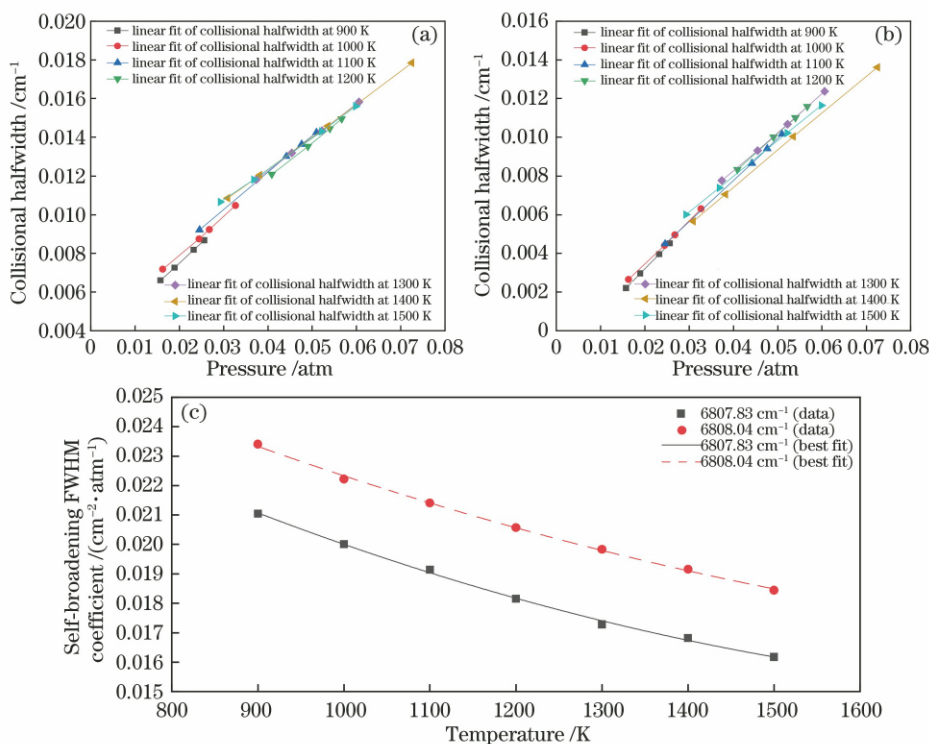 (a)
0.020
0.018
0.016
0.014
0.012
0.010
0.008
0.006
0.004
Collisional halfwidth /cm⁻¹
linear fit of collisional halfwidth at 900 K
linear fit of collisional halfwidth at 1000 K
linear fit of collisional halfwidth at 1100 K
linear fit of collisional halfwidth at 1200 K
linear fit of collisional halfwidth at 1300 K
linear fit of collisional halfwidth at 1400 K
linear fit of collisional halfwidth at 1500 K
0 0.01 0.02 0.03 0.04 0.05 0.06 0.07 0.08
Pressure /atm
(b)
0.016
0.014
0.012
0.010
0.008
0.006
0.004
0.002
0
Collisional halfwidth /cm⁻¹
linear fit of collisional halfwidth at 900 K
linear fit of collisional halfwidth at 1000 K
linear fit of collisional halfwidth at 1100 K
linear fit of collisional halfwidth at 1200 K
linear fit of collisional halfwidth at 1300 K
linear fit of collisional halfwidth at 1400 K
linear fit of collisional halfwidth at 1500 K
0 0.01 0.02 0.03 0.04 0.05 0.06 0.07 0.08
Pressure /atm
(c)
0.025
0.024
0.023
0.022
0.021
0.020
0.019
0.018
0.017
0.016
0.015
Self-broadening FWHM
coefficient /(cm⁻²·atm⁻¹)
6807.83 cm⁻¹ (data)
6808.04 cm⁻¹ (data)
6807.83 cm⁻¹ (best fit)
6808.04 cm⁻¹ (best fit)
800 900 1000 1100 1200 1300 1400 1500 1600
Temperature /K